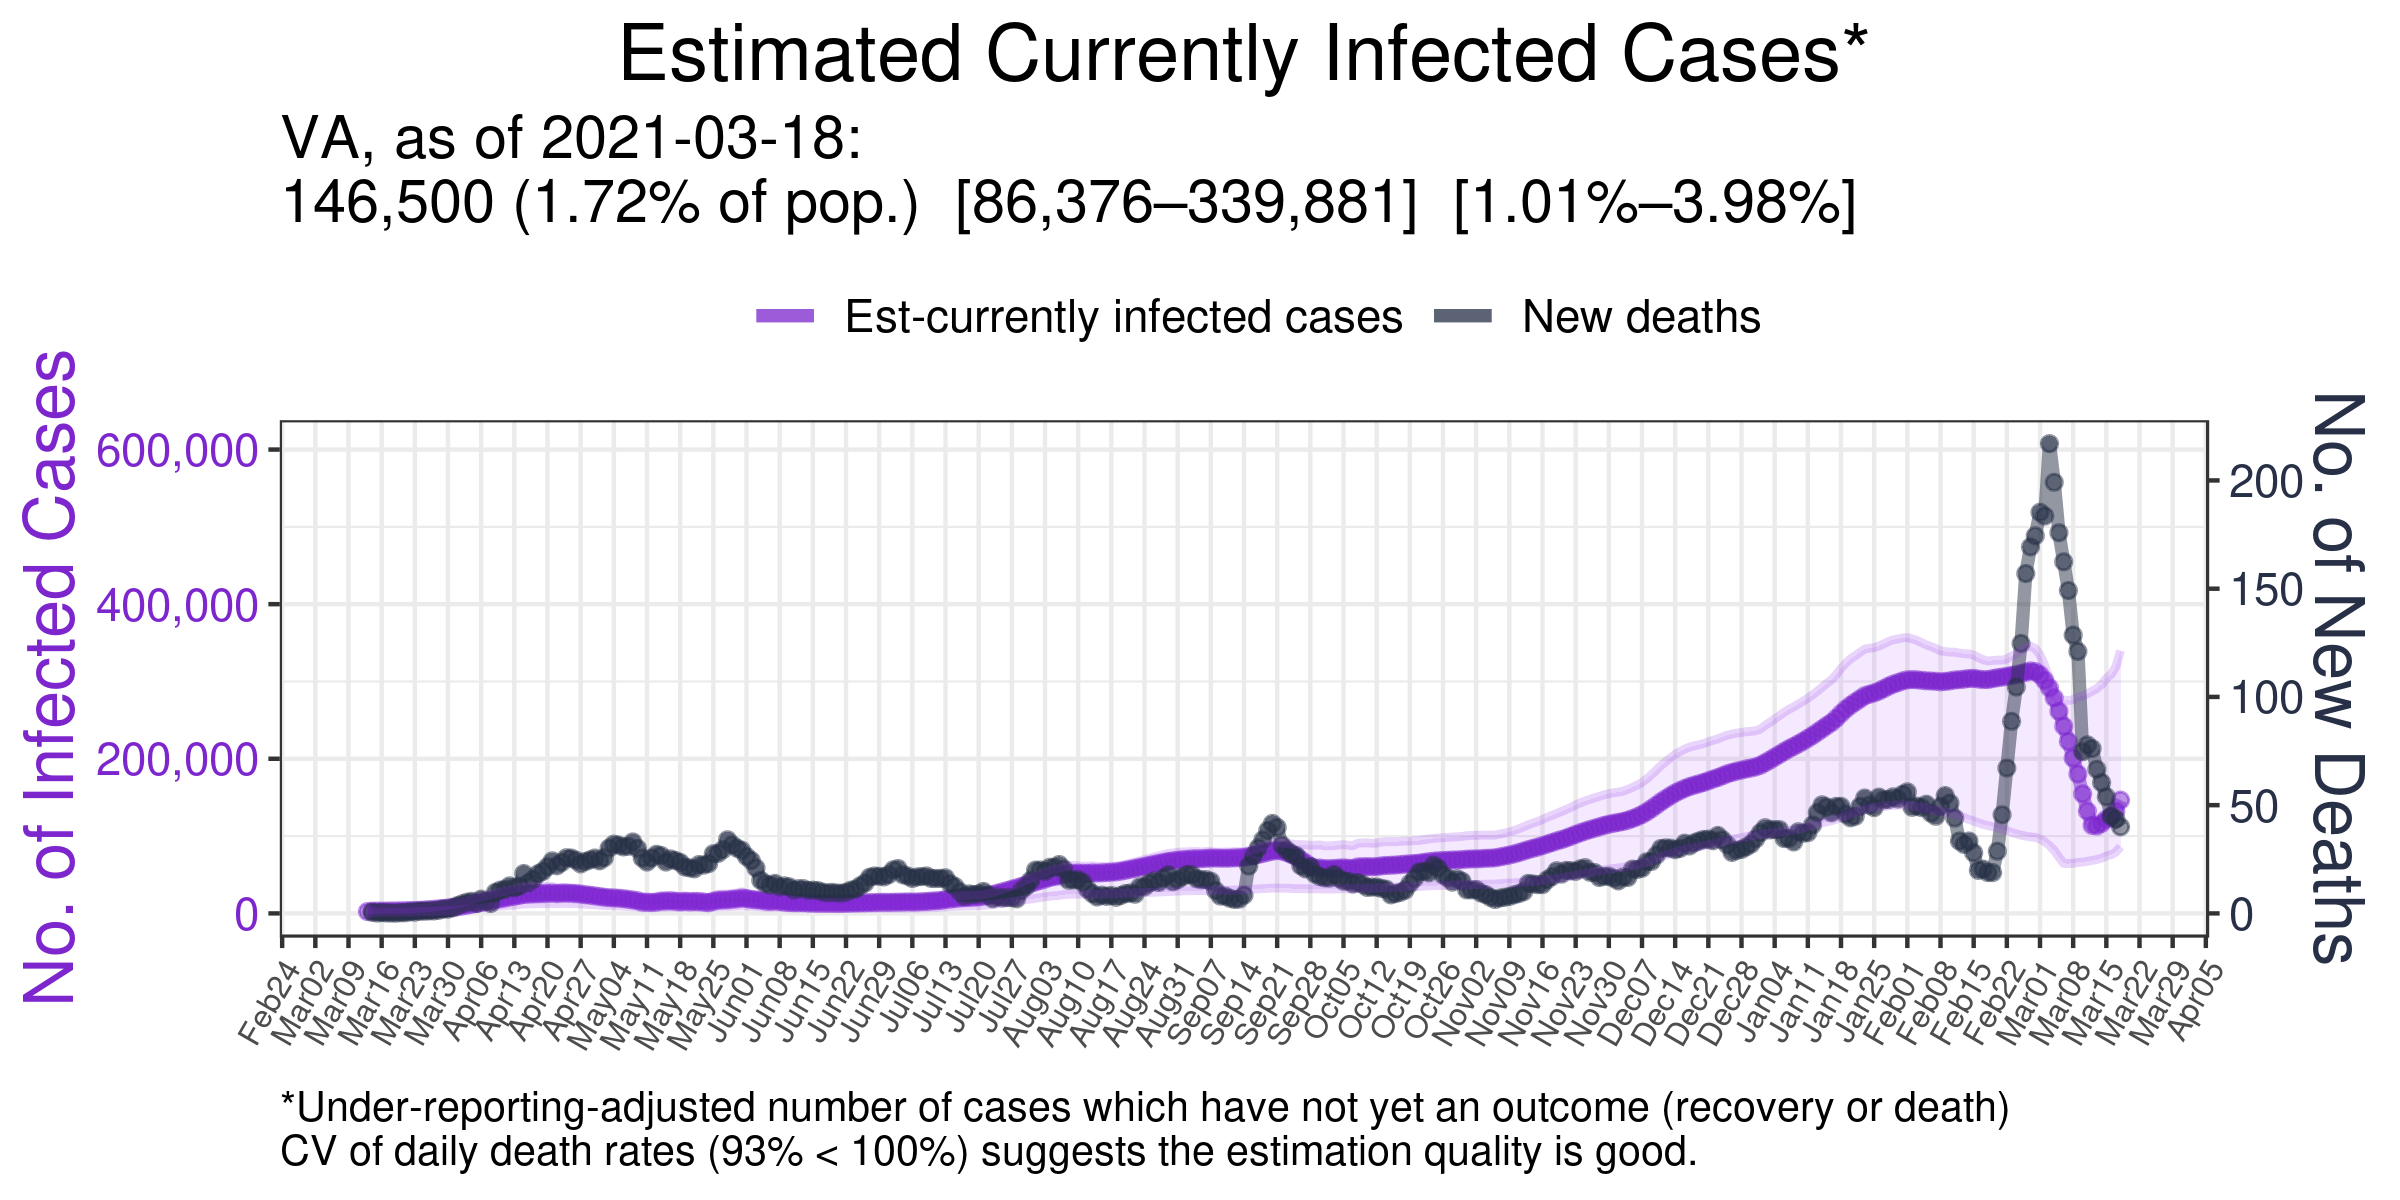 Estimated Currently Infected Cases*
VA, as of 2021-03-18:
146,500 (1.72% of pop.) [86,376–339,881] [1.01%–3.98%]
Est-currently infected cases
New deaths
No. of Infected Cases
600,000
400,000
200,000
0
No. of New Deaths
200
150
100
50
0
Feb24
Mar02
Mar09
Mar16
Mar23
Mar30
Apr06
Apr13
Apr20
Apr27
May04
May11
May18
May25
Jun01
Jun08
Jun15
Jun22
Jun29
Jul06
Jul13
Jul20
Jul27
Aug03
Aug10
Aug17
Aug24
Aug31
Sep07
Sep14
Sep21
Sep28
Oct05
Oct12
Oct19
Oct26
Nov02
Nov09
Nov16
Nov23
Nov30
Dec07
Dec14
Dec21
Dec28
Jan04
Jan11
Jan18
Jan25
Feb01
Feb08
Feb15
Feb22
Mar01
Mar08
Mar15
Mar22
Mar29
Apr05
*Under-reporting-adjusted number of cases which have not yet an outcome (recovery or death)
CV of daily death rates (93% < 100%) suggests the estimation quality is good.